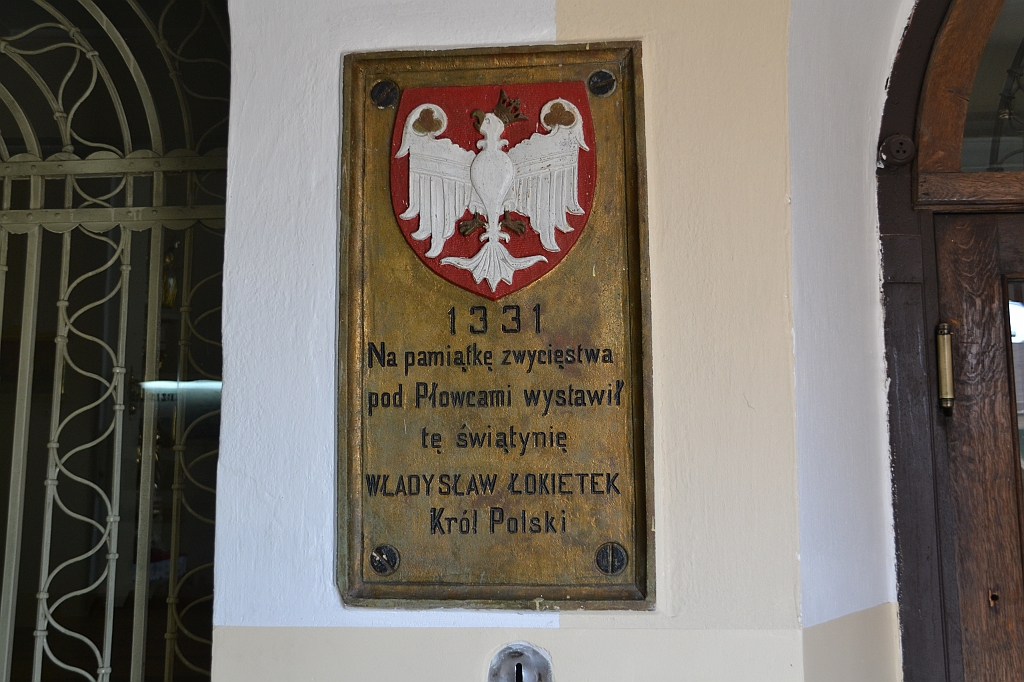 1331
Na pamiątkę zwycięstwa
pod Płowcami wystawił
tę świątynię
WŁADYSŁAW ŁOKIETEK
Król Polski